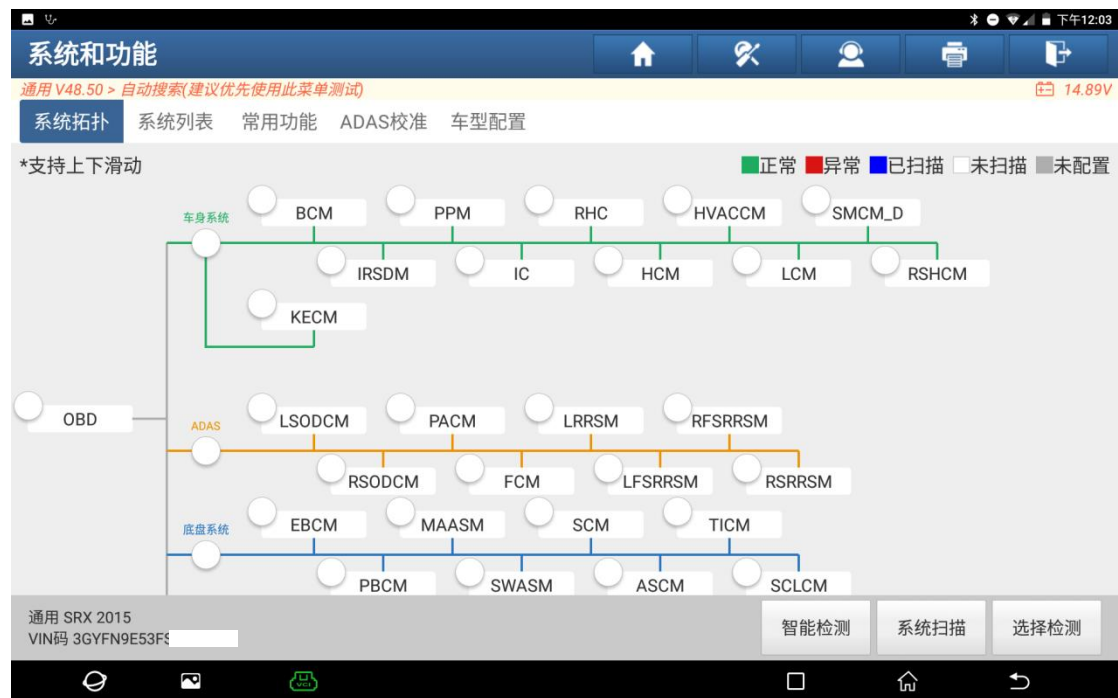 下午12:03
系统和功能
通用 V48.50 > 自动搜索(建议优先使用此菜单测试) 14.89V
系统拓扑 系统列表 常用功能 ADAS校准 车型配置
*支持上下滑动 正常 异常 已扫描 未扫描 未配置
车身系统 BCM PPM RHC HVACCM SMCM_D
IRSDM IC HCM LCM RSHCM
KECM
OBD
ADAS LSODCM PACM LRRSM RFSRRSM
RSODCM FCM LFSRRSM RSRRSM
底盘系统 EBCM MAASM SCM TICM
PBCM SWASM ASCM SCLCM
通用 SRX 2015
VIN码 3GYFN9E53FS
智能检测 系统扫描 选择检测
VCI